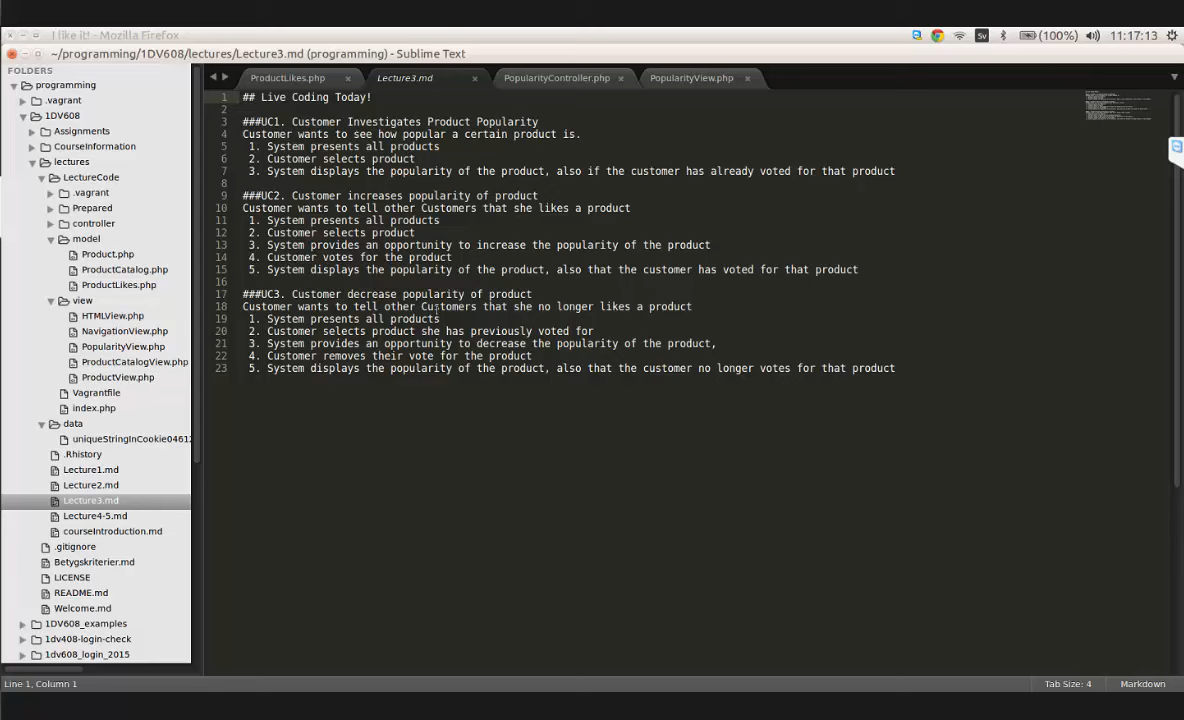 I like it! - Mozilla Firefox
Sv
(100%)
11:17:13
~/programming/1DV608/lectures/Lecture3.md (programming) - Sublime Text
FOLDERS
programming
.vagrant
1DV608
Assignments
CourseInformation
lectures
LectureCode
.vagrant
Prepared
controller
model
Product.php
ProductCatalog.php
ProductLikes.php
view
HTMLView.php
NavigationView.php
PopularityView.php
ProductCatalogView.php
ProductView.php
Vagrantfile
index.php
data
uniqueStringInCookie04612
.Rhistory
Lecture1.md
Lecture2.md
Lecture3.md
Lecture4-5.md
courseIntroduction.md
.gitignore
Betygskriterier.md
LICENSE
README.md
Welcome.md
1DV608_examples
1dv408-login-check
1dv608_login_2015
ProductLikes.php
Lecture3.md
PopularityController.php
PopularityView.php
1 ## Live Coding Today!
2
3 ###UC1. Customer Investigates Product Popularity
4 Customer wants to see how popular a certain product is.
5 1. System presents all products
6 2. Customer selects product
7 3. System displays the popularity of the product, also if the customer has already voted for that product
8
9 ###UC2. Customer increases popularity of product
10 Customer wants to tell other Customers that she likes a product
11 1. System presents all products
12 2. Customer selects product
13 3. System provides an opportunity to increase the popularity of the product
14 4. Customer votes for the product
15 5. System displays the popularity of the product, also that the customer has voted for that product
16
17 ###UC3. Customer decrease popularity of product
18 Customer wants to tell other Customers that she no longer likes a product
19 1. System presents all products
20 2. Customer selects product she has previously voted for
21 3. System provides an opportunity to decrease the popularity of the product,
22 4. Customer removes their vote for the product
23 5. System displays the popularity of the product, also that the customer no longer votes for that product
Line 1, Column 1
Tab Size: 4
Markdown